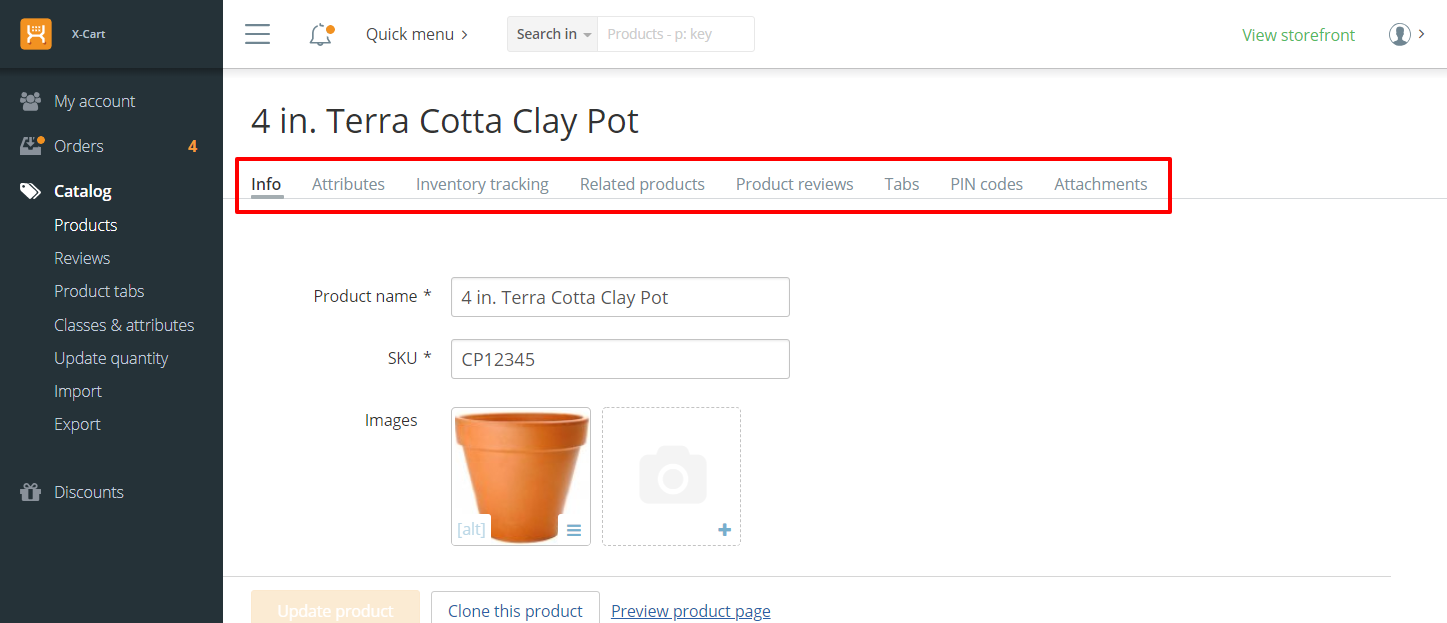 X-Cart
Quick menu
Search in
Products - p: key
View storefront
My account
Orders 4
Catalog
Products
Reviews
Product tabs
Classes & attributes
Update quantity
Import
Export
Discounts
4 in. Terra Cotta Clay Pot
Info Attributes Inventory tracking Related products Product reviews Tabs PIN codes Attachments
Product name * 4 in. Terra Cotta Clay Pot
SKU * CP12345
Images
[alt]
Update product Clone this product Preview product page